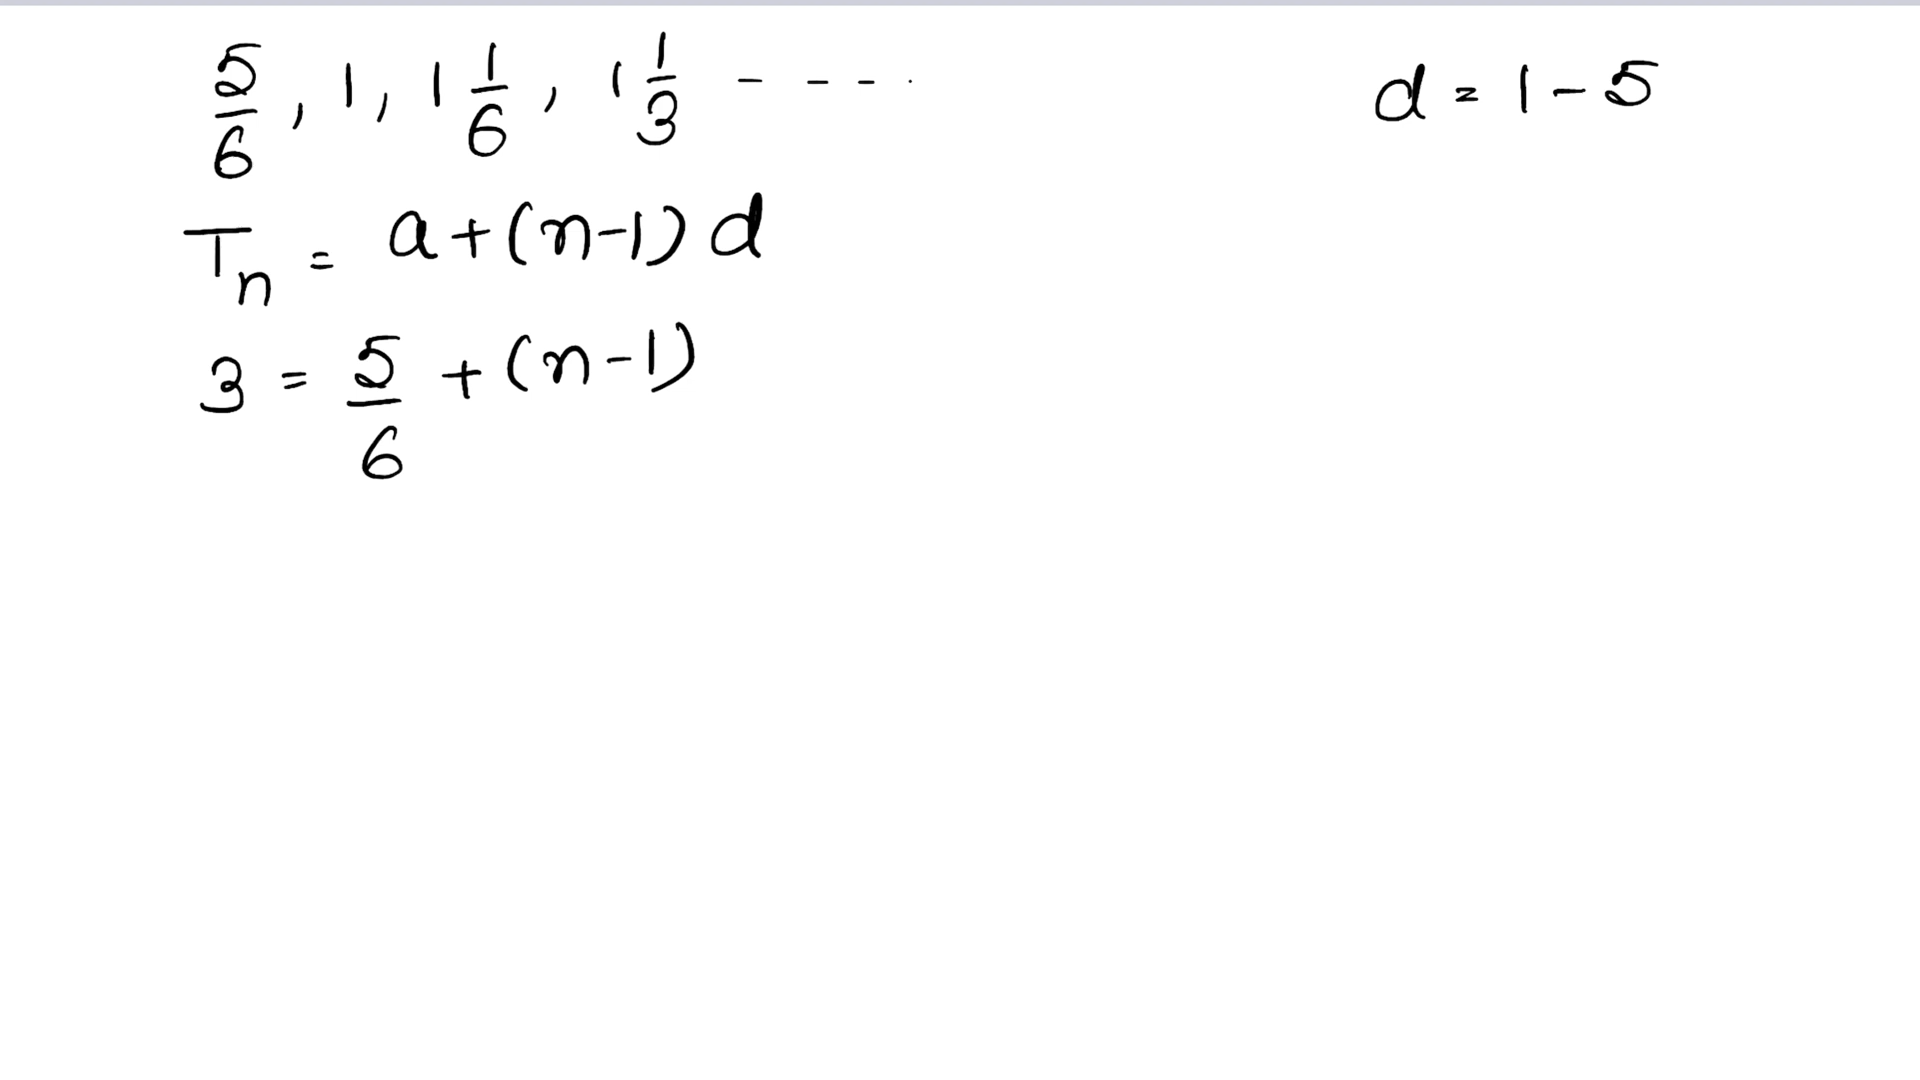 5/6, 1, 1 1/6, 1 1/3 - - - - .
d = 1 - 5
Tn = a + (n-1) d
3 = 5/6 + (n-1)